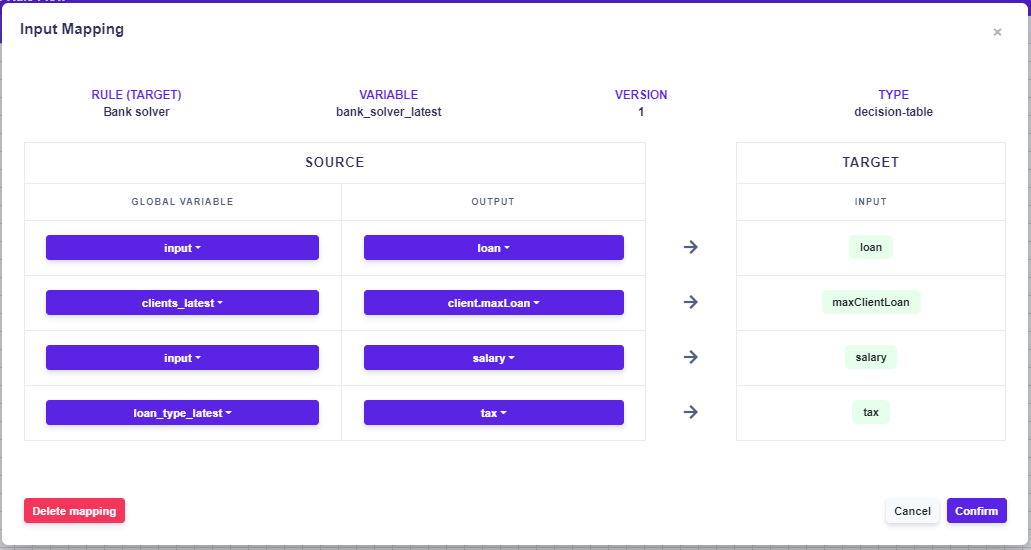 Input Mapping
×
RULE (TARGET) VARIABLE VERSION TYPE
Bank solver bank_solver_latest 1 decision-table
SOURCE TARGET
GLOBAL VARIABLE OUTPUT INPUT
input loan → loan
clients_latest client.maxLoan → maxClientLoan
input salary → salary
loan_type_latest tax → tax
Delete mapping Cancel Confirm